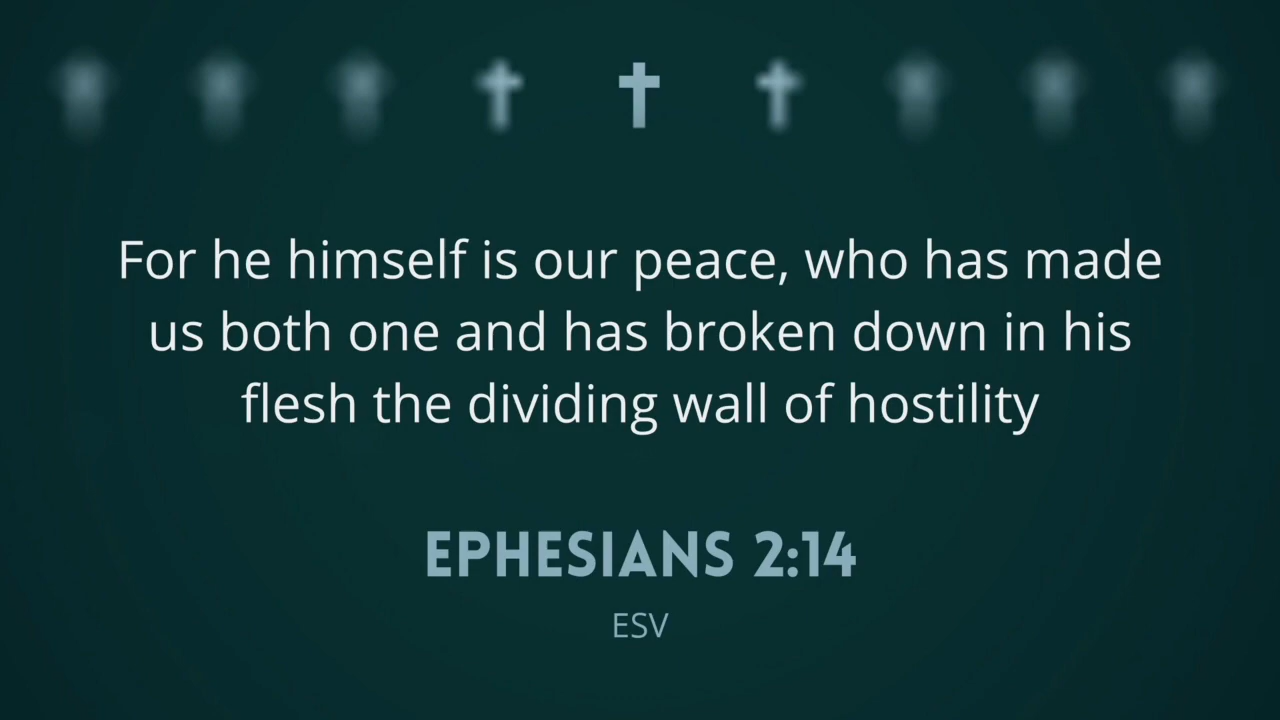 For he himself is our peace, who has made
us both one and has broken down in his
flesh the dividing wall of hostility
EPHESIANS 2:14
ESV